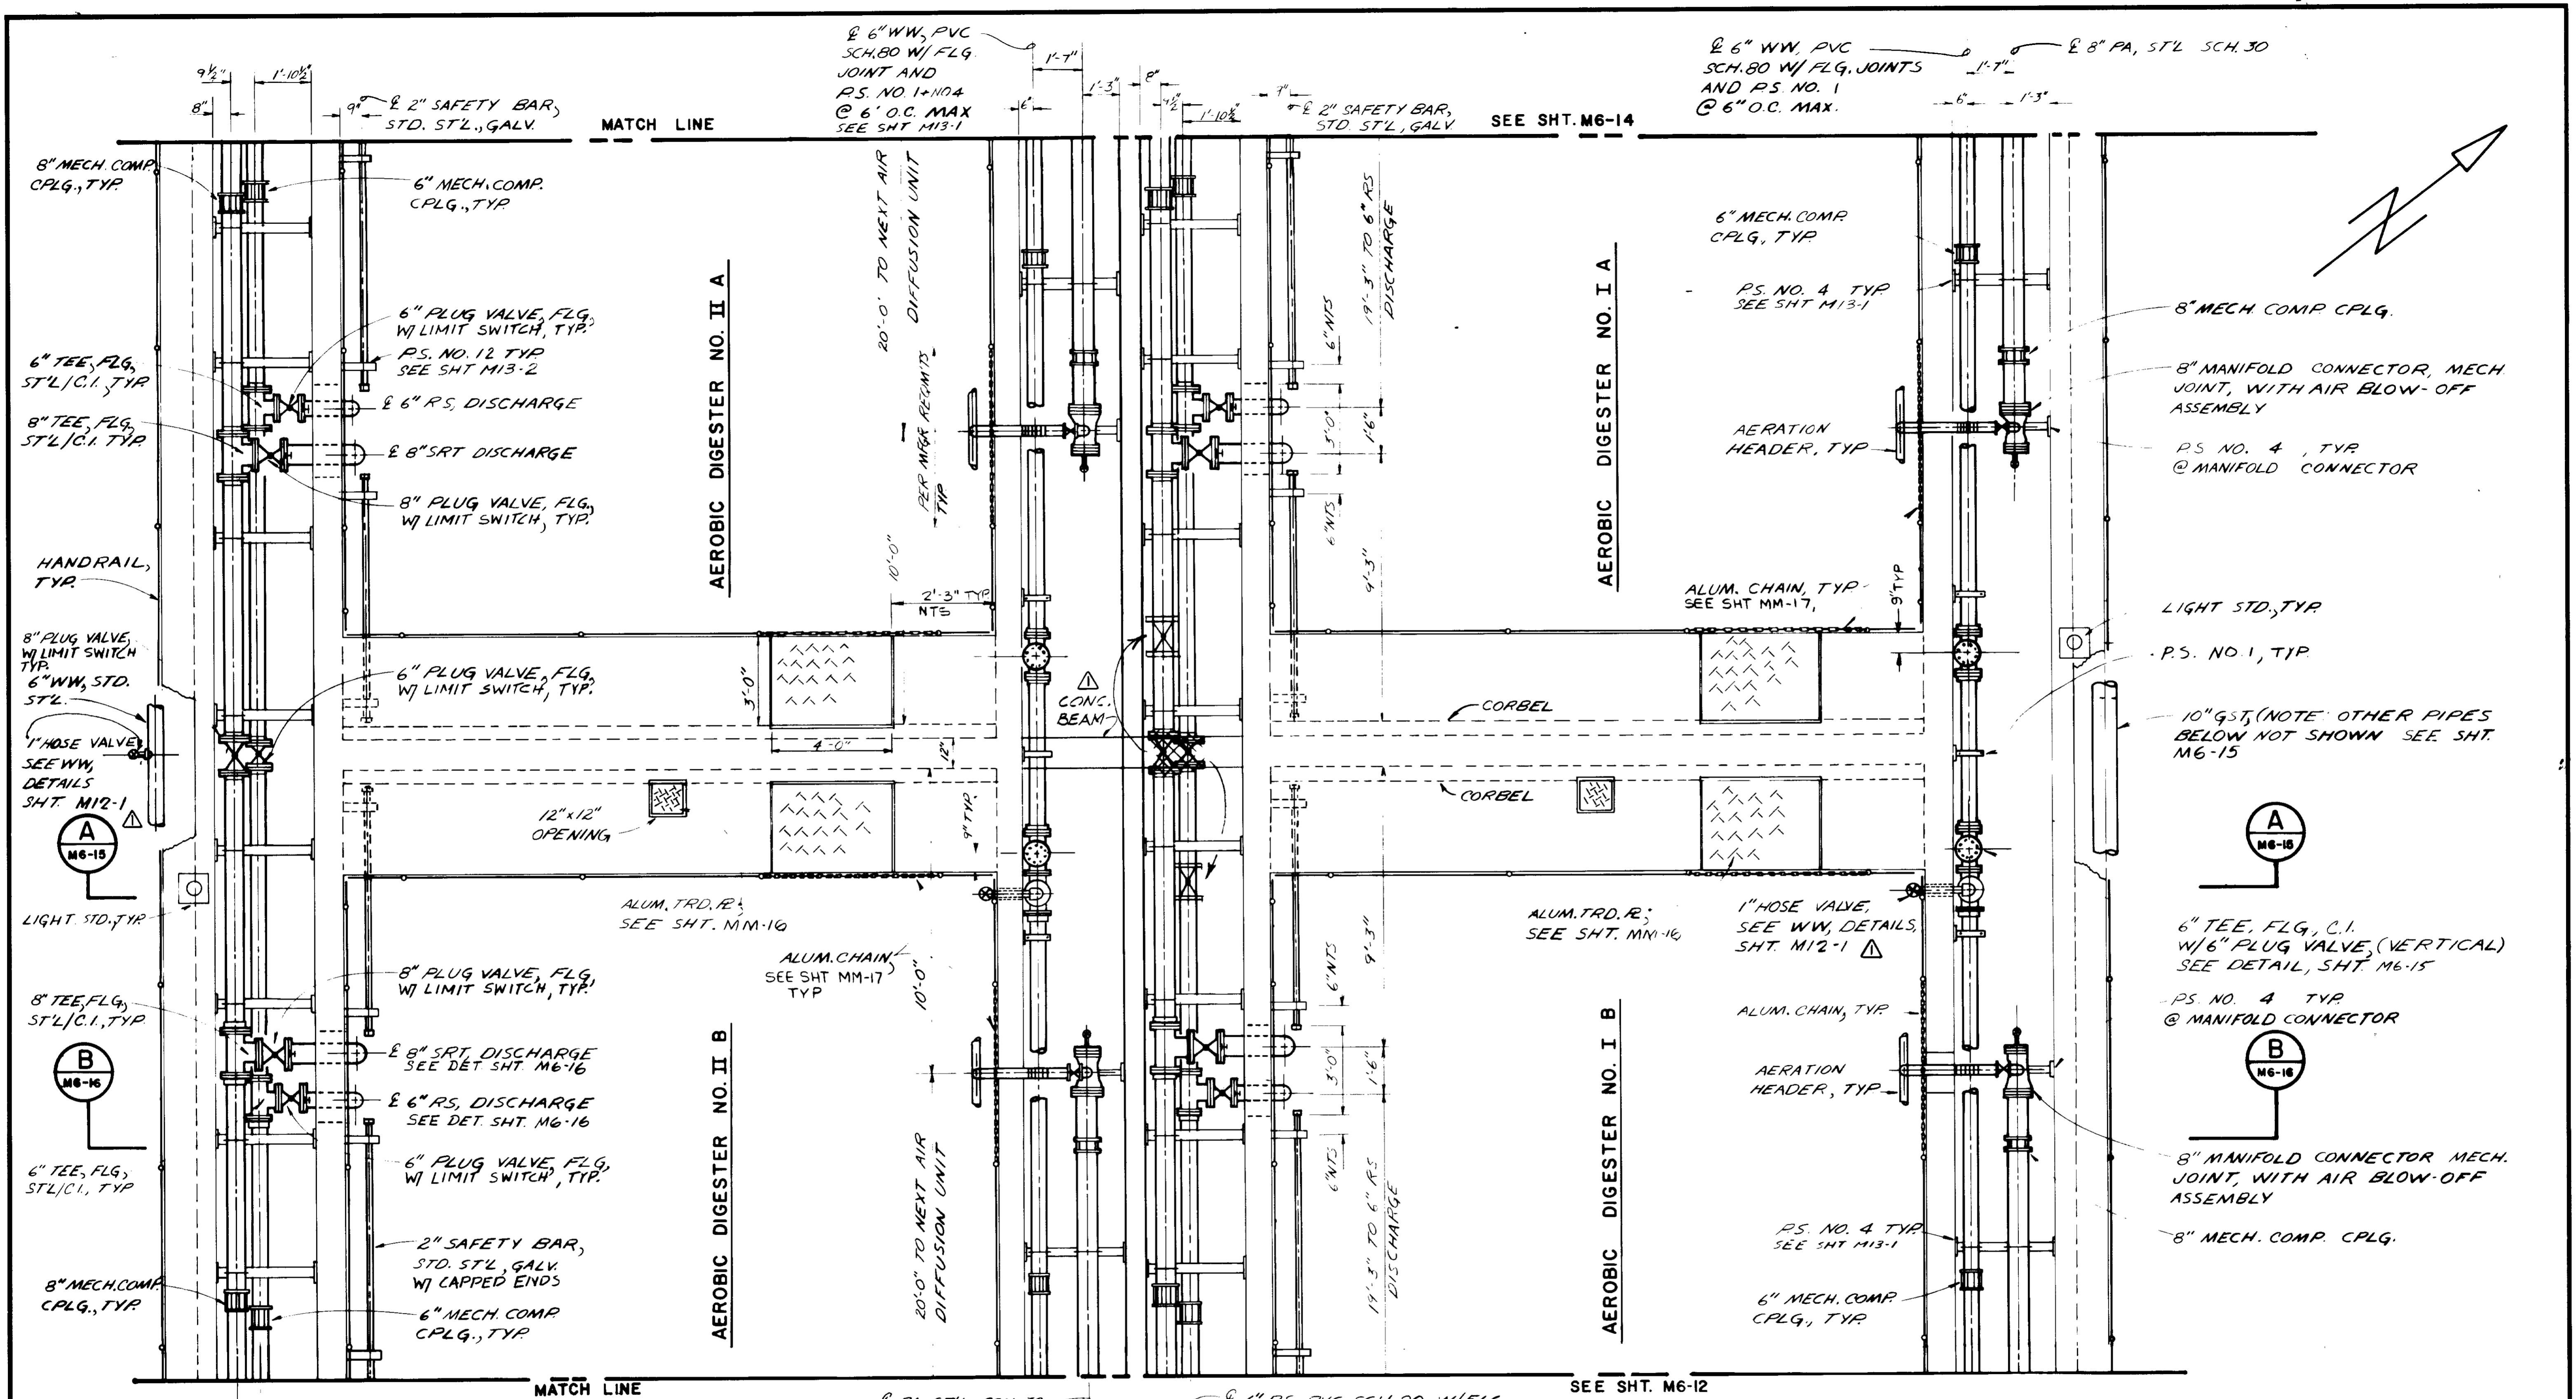 ℄ 6" WW, PVC
SCH.80 W/ FLG.
JOINT AND
P.S. NO. 1+NO4
@ 6' O.C. MAX
SEE SHT M13-1
1'-7"
1'-3"
6"
8"
4½"
1'-10½"
7"
℄ 2" SAFETY BAR,
STD. ST'L, GALV.
SEE SHT. M6-14
℄ 6" WW, PVC
SCH.80 W/ FLG. JOINTS
AND P.S. NO. 1
@ 6" O.C. MAX.
℄ 8" PA, ST'L SCH. 30
1'-7"
6"
1'-3"
9½"
1'-10½"
8"
9"
℄ 2" SAFETY BAR,
STD. ST'L., GALV.
MATCH LINE
8" MECH. COMP.
CPLG., TYP.
6" MECH. COMP.
CPLG., TYP.
6" PLUG VALVE, FLG,
W/ LIMIT SWITCH, TYP.
P.S. NO. 12 TYP.
SEE SHT M13-2
6" TEE, FLG,
ST'L/C.I., TYP.
℄ 6" RS, DISCHARGE
8" TEE, FLG,
ST'L/C.I. TYP.
℄ 8" SRT DISCHARGE
8" PLUG VALVE, FLG.,
W/ LIMIT SWITCH, TYP.
HANDRAIL,
TYP.
8" PLUG VALVE,
W/ LIMIT SWITCH
TYP.
6" WW, STD.
ST'L.
6" PLUG VALVE, FLG,
W/ LIMIT SWITCH, TYP.
1" HOSE VALVE
SEE WW,
DETAILS
SHT. M12-1
1
A
M6-15
LIGHT STD., TYP.
8" PLUG VALVE, FLG,
W/ LIMIT SWITCH, TYP.
8" TEE, FLG,
ST'L/C.I., TYP.
B
M6-16
℄ 8" SRT, DISCHARGE
SEE DET. SHT. M6-16
℄ 6" RS, DISCHARGE
SEE DET. SHT. M6-16
6" TEE, FLG,
ST'L/C.I., TYP
6" PLUG VALVE, FLG,
W/ LIMIT SWITCH, TYP.
2" SAFETY BAR,
STD. ST'L, GALV.
W/ CAPPED ENDS
8" MECH. COMP.
CPLG., TYP.
6" MECH. COMP.
CPLG., TYP.
AEROBIC DIGESTER NO. II A
20'-0' TO NEXT AIR
DIFFUSION UNIT
PER MFGR REQMTS
TYP
10'-0"
2'-3" TYP
NTS
3'-0"
4'-0"
12"
9" TYP.
12"x12"
OPENING
ALUM. TRD. ℄;
SEE SHT. MM-16
ALUM. CHAIN,
SEE SHT MM-17
TYP
10'-0"
AEROBIC DIGESTER NO. II B
20'-0" TO NEXT AIR
DIFFUSION UNIT
1
CONC.
BEAM
19'-3" TO 6" RS
DISCHARGE
6" NTS
3'-0"
1'-6"
6" NTS
9'-3"
AEROBIC DIGESTER NO. I A
6" MECH. COMP.
CPLG., TYP.
P.S. NO. 4 TYP.
SEE SHT M13-1
AERATION
HEADER, TYP.
ALUM. CHAIN, TYP
SEE SHT MM-17,
9" TYP
CORBEL
CORBEL
ALUM. TRD. ℄;
SEE SHT. MM-16
1" HOSE VALVE,
SEE WW, DETAILS,
SHT. M12-1
1
6" NTS
9'-3"
3'-0"
1'-6"
6" NTS
17'-3" TO 6" RS
DISCHARGE
AEROBIC DIGESTER NO. I B
ALUM. CHAIN, TYP.
AERATION
HEADER, TYP.
P.S. NO. 4 TYP.
SEE SHT M13-1
6" MECH. COMP.
CPLG., TYP.
8" MECH. COMP. CPLG.
8" MANIFOLD CONNECTOR, MECH.
JOINT, WITH AIR BLOW-OFF
ASSEMBLY
P.S NO. 4, TYP.
@ MANIFOLD CONNECTOR
LIGHT STD., TYP.
P.S. NO. 1, TYP.
10" GST, (NOTE: OTHER PIPES
BELOW NOT SHOWN SEE SHT.
M6-15
A
M6-15
6" TEE, FLG, C.I.
W/ 6" PLUG VALVE, (VERTICAL)
SEE DETAIL, SHT. M6-15
P.S. NO. 4 TYP.
@ MANIFOLD CONNECTOR
B
M6-16
8" MANIFOLD CONNECTOR MECH.
JOINT, WITH AIR BLOW-OFF
ASSEMBLY
8" MECH. COMP. CPLG.
MATCH LINE
SEE SHT. M6-12